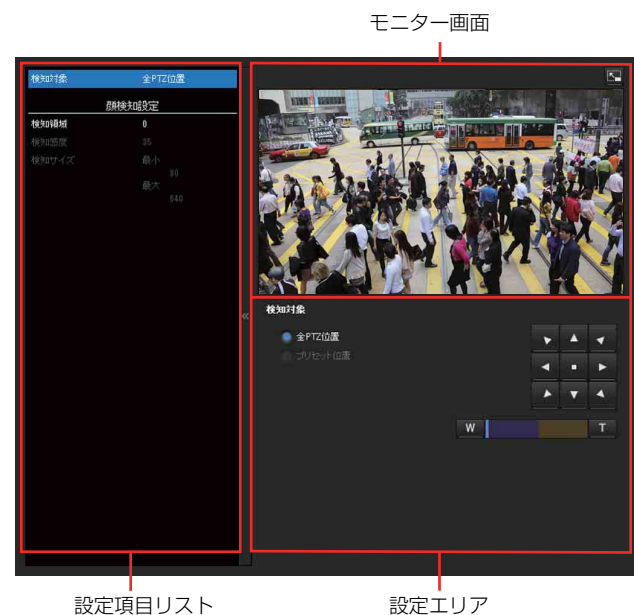 モニター画面
検知対象 全PTZ位置
顔検知設定
検知領域 0
検知感度 35
検知サイズ 最小
80
最大
640
«
検知対象
全PTZ位置
プリセット位置
W T
設定項目リスト 設定エリア